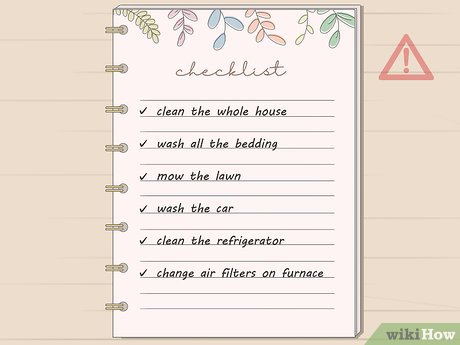 checklist
✓ clean the whole house
✓ wash all the bedding
✓ mow the lawn
✓ wash the car
✓ clean the refrigerator
✓ change air filters on furnace
wikiHow